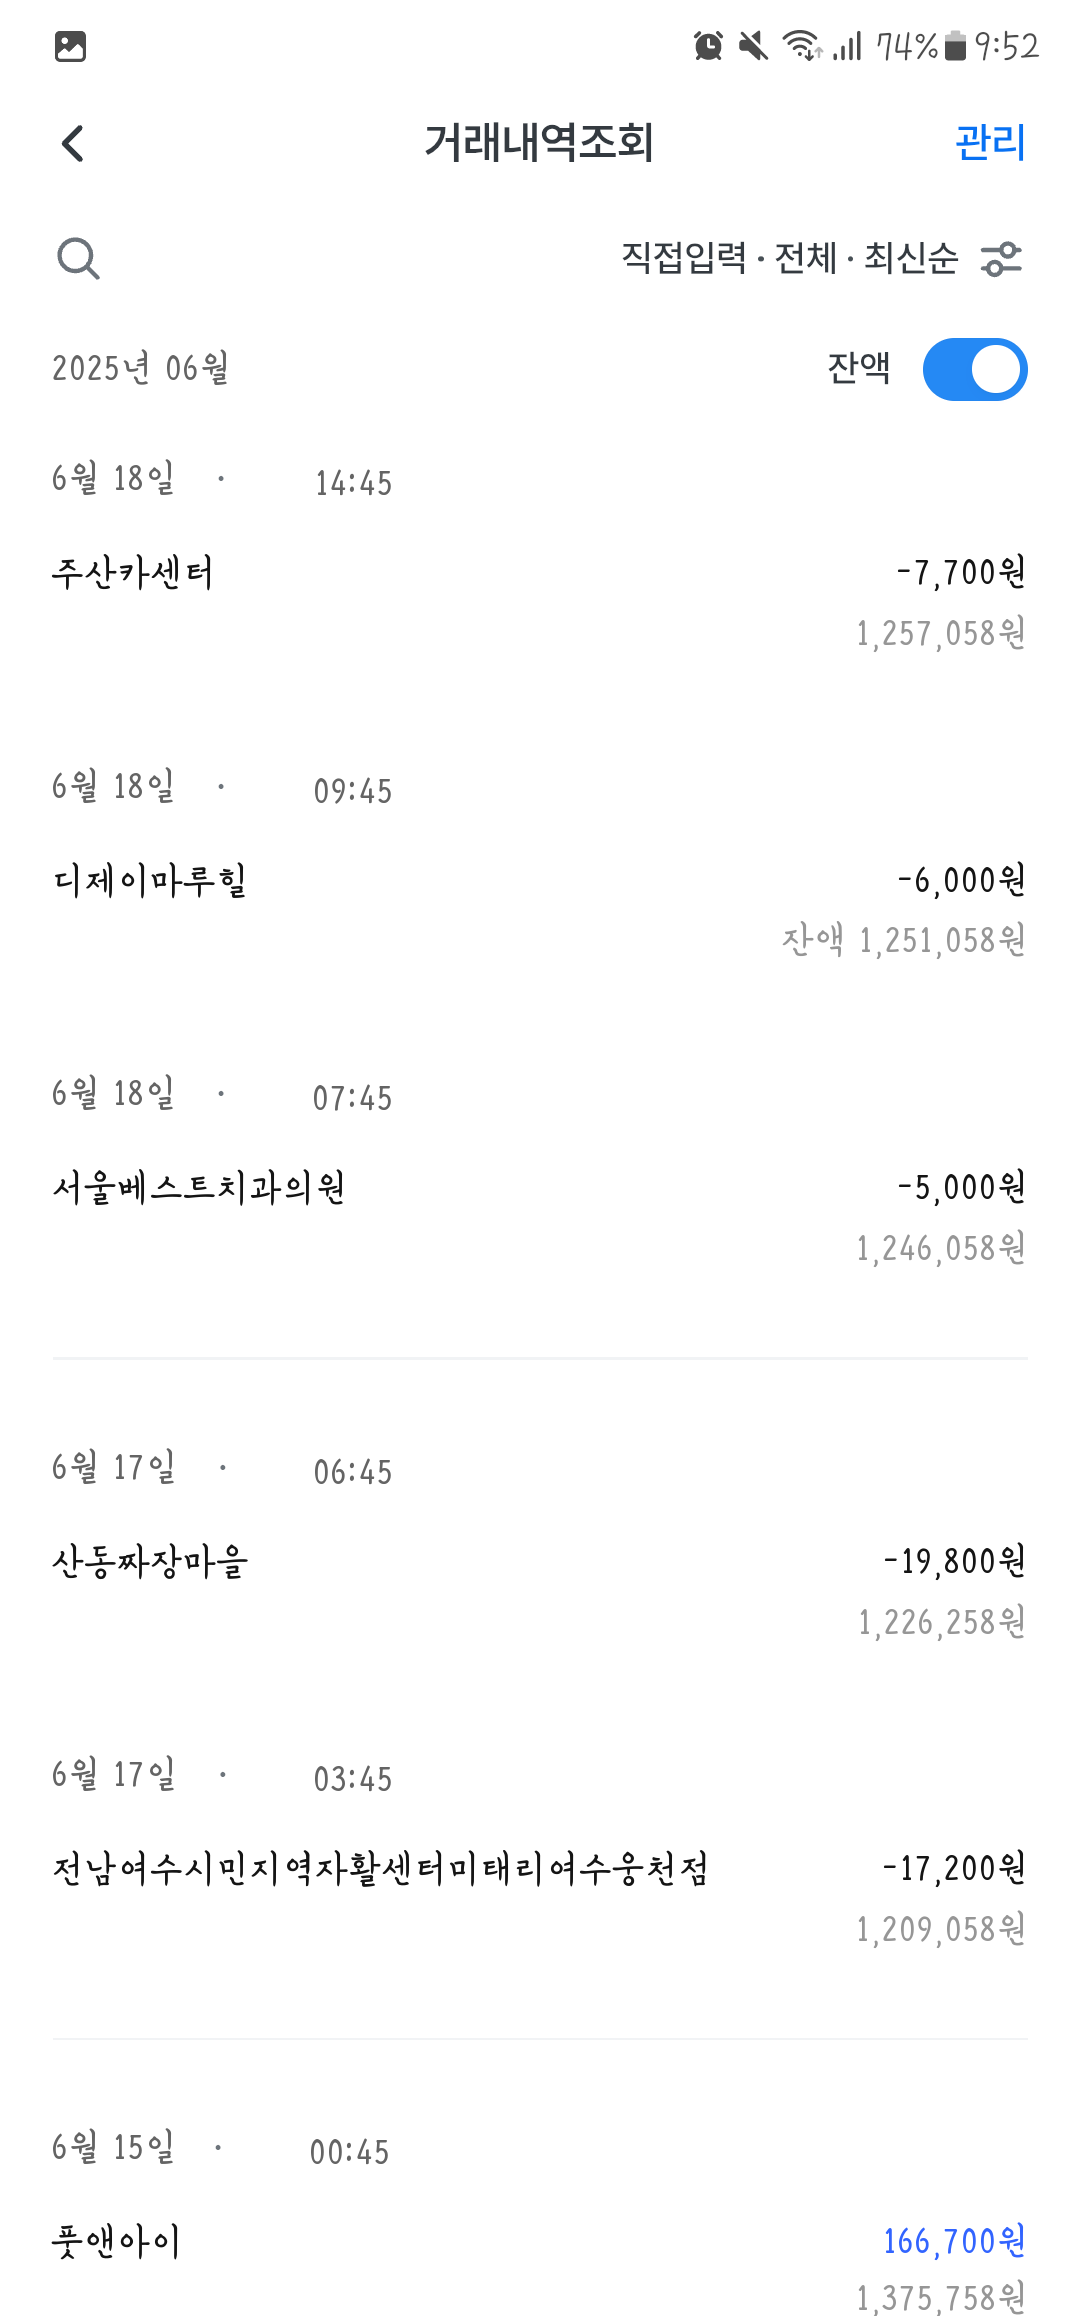 74% 9:52
거래내역조회 관리
직접입력 · 전체 · 최신순
2025년 06월 잔액
6월 18일 · 14:45
주산카센터 -7,700원
1,257,058원
6월 18일 · 09:45
디제이마루힐 -6,000원
잔액 1,251,058원
6월 18일 · 07:45
서울베스트치과의원 -5,000원
1,246,058원
6월 17일 · 06:45
산동짜장마을 -19,800원
1,226,258원
6월 17일 · 03:45
전남여수시민지역자활센터미태리여수웅천점 -17,200원
1,209,058원
6월 15일 · 00:45
풋앤아이 166,700원
1,375,758원